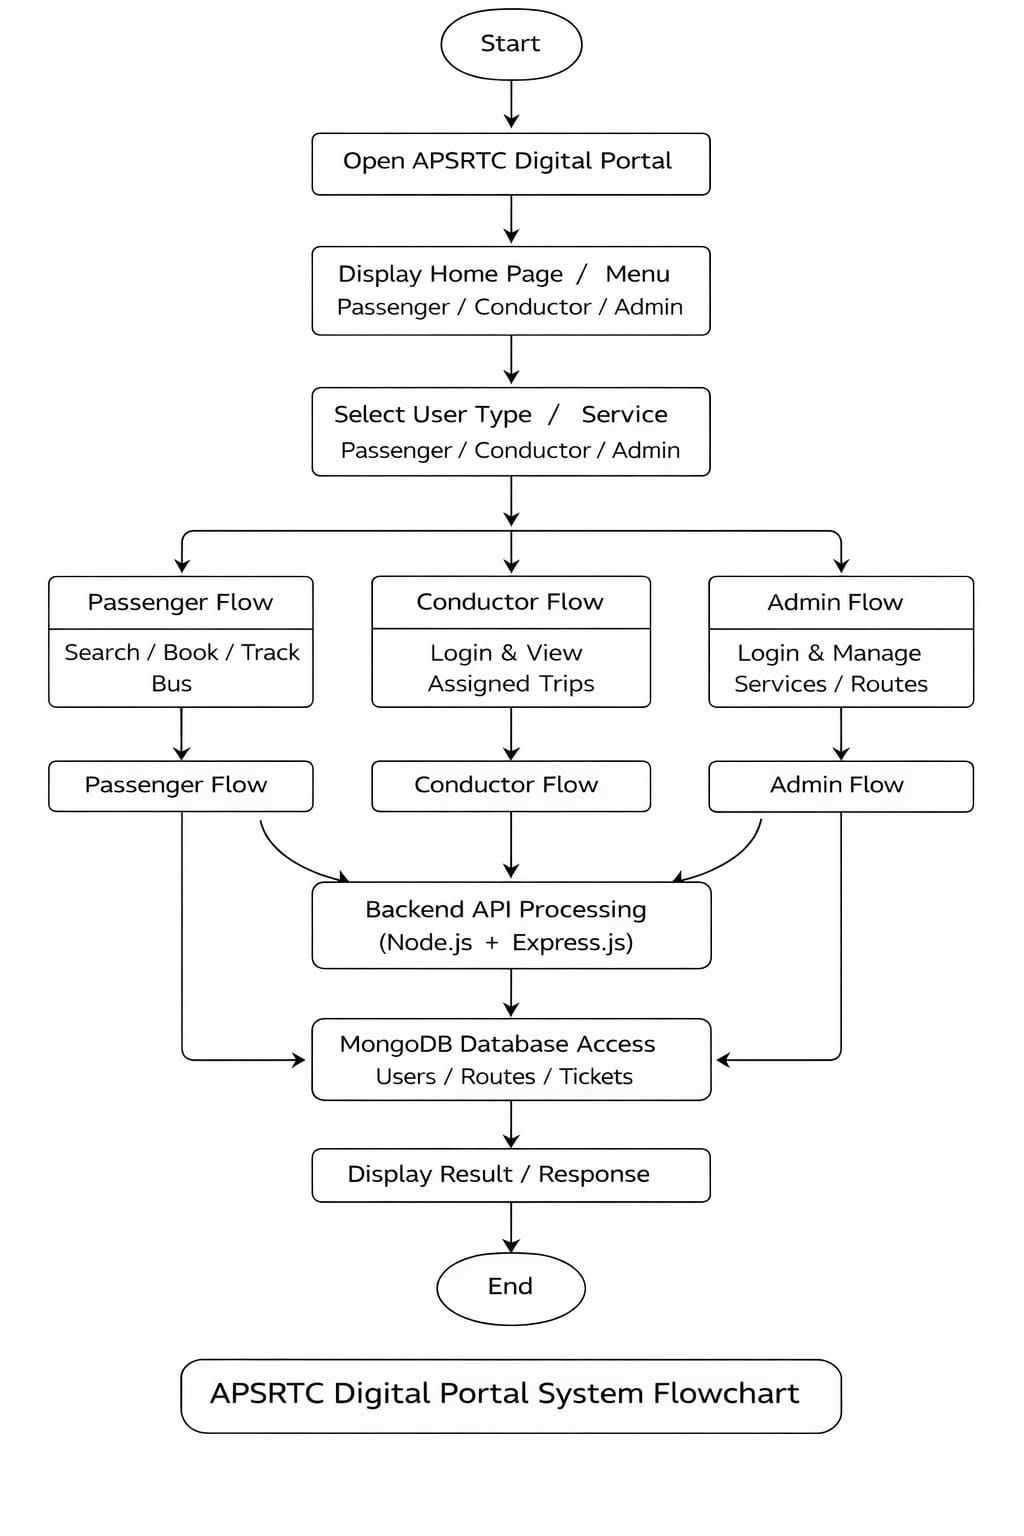 Start
Open APSRTC Digital Portal
Display Home Page / Menu
Passenger / Conductor / Admin
Select User Type / Service
Passenger / Conductor / Admin
Passenger Flow
Search / Book / Track
Bus
Conductor Flow
Login & View
Assigned Trips
Admin Flow
Login & Manage
Services / Routes
Passenger Flow
Conductor Flow
Admin Flow
Backend API Processing
(Node.js + Express.js)
MongoDB Database Access
Users / Routes / Tickets
Display Result / Response
End
APSRTC Digital Portal System Flowchart